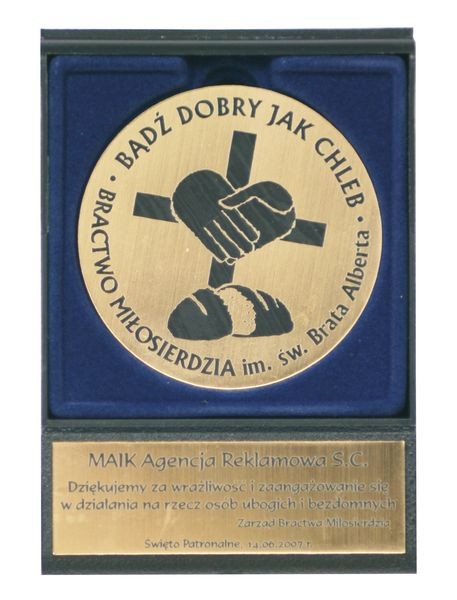 BĄDŹ DOBRY JAK CHLEB •
BRACTWO MIŁOSIERDZIA im. św. Brata Alberta •
MAIK Agencja Reklamowa S.C.
Dziękujemy za wrażliwość i zaangażowanie się
w działania na rzecz osób ubogich i bezdomnych
Zarząd Bractwa Miłosierdzia
Święto Patronalne, 14.06.2007 r.